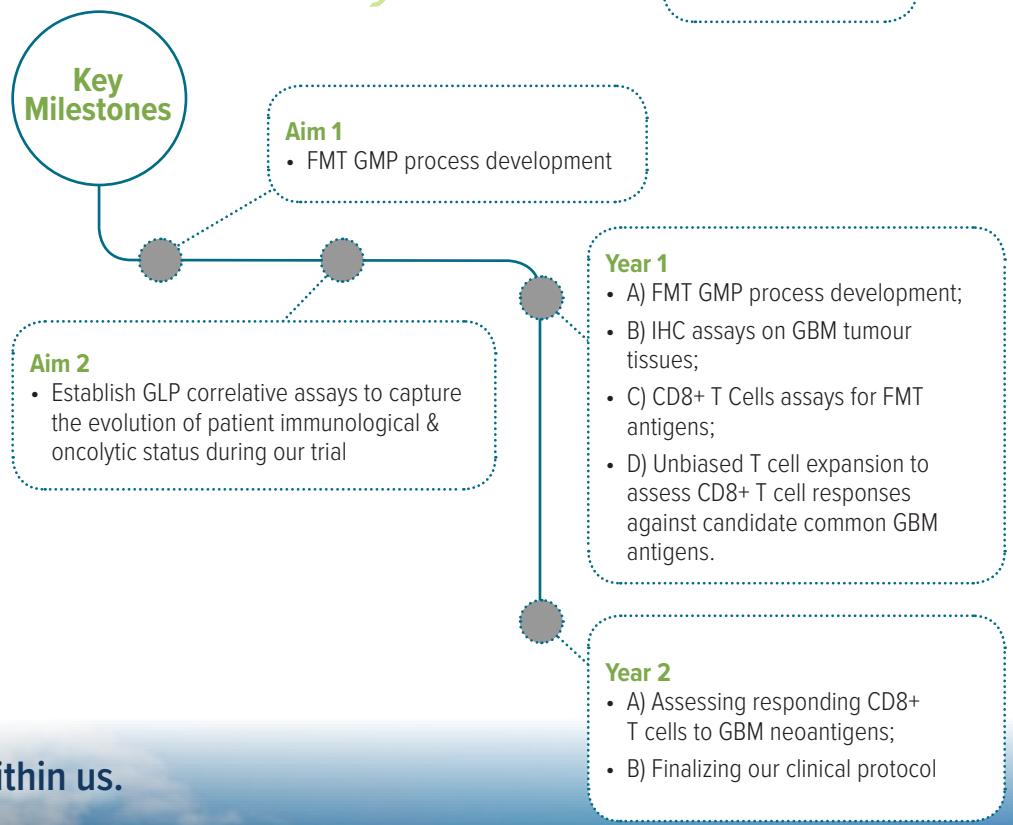 Key
Milestones
Aim 1
• FMT GMP process development
Aim 2
• Establish GLP correlative assays to capture
the evolution of patient immunological &
oncolytic status during our trial
Year 1
• A) FMT GMP process development;
• B) IHC assays on GBM tumour
tissues;
• C) CD8+ T Cells assays for FMT
antigens;
• D) Unbiased T cell expansion to
assess CD8+ T cell responses
against candidate common GBM
antigens.
Year 2
• A) Assessing responding CD8+
T cells to GBM neoantigens;
• B) Finalizing our clinical protocol
ithin us.